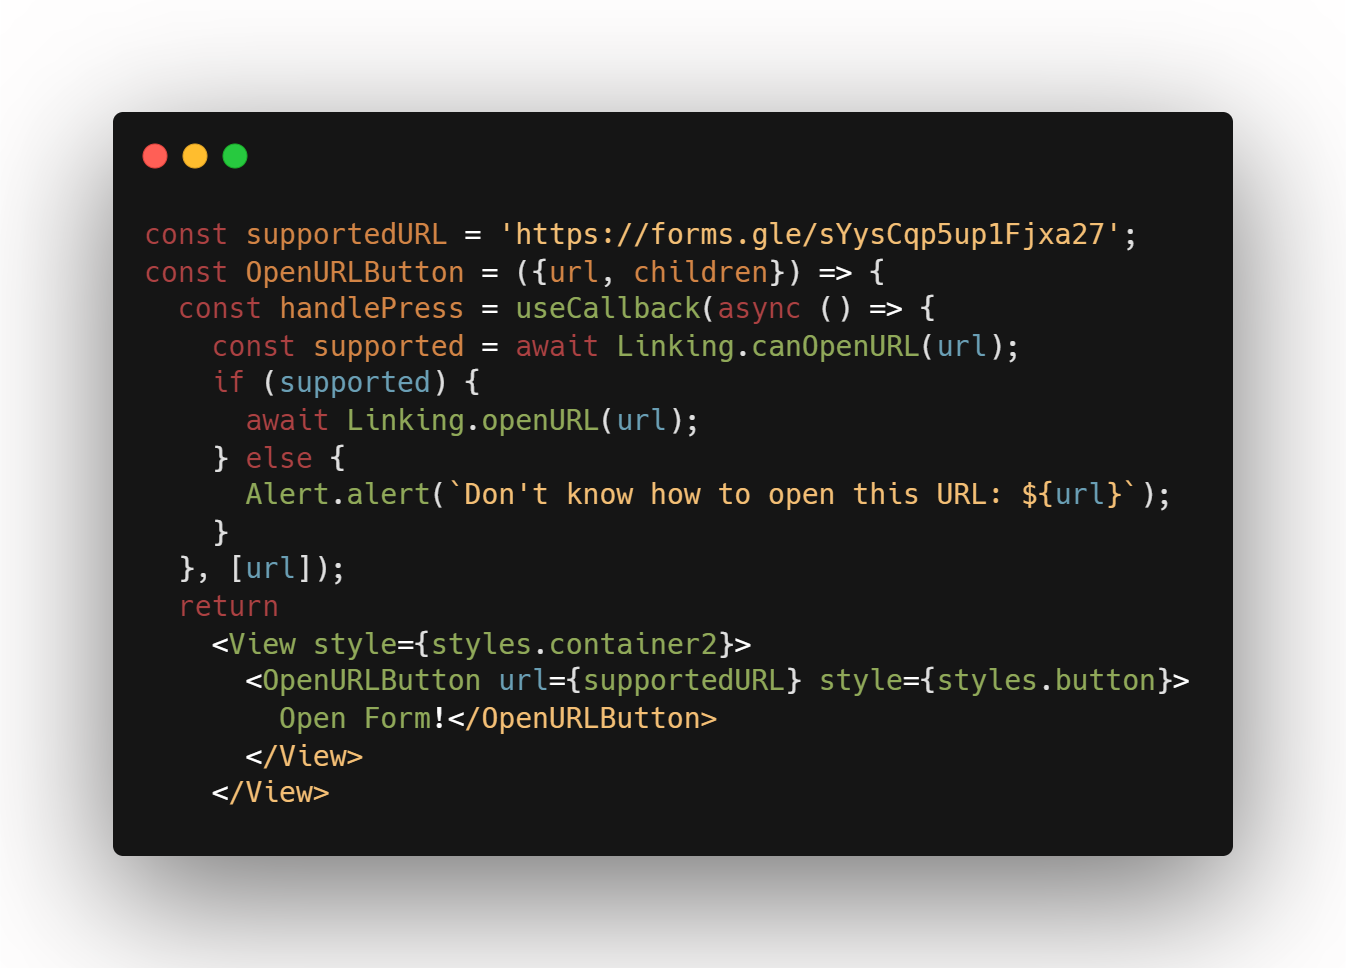 const supportedURL = 'https://forms.gle/sYysCqp5up1Fjxa27';
const OpenURLButton = ({url, children}) => {
  const handlePress = useCallback(async () => {
    const supported = await Linking.canOpenURL(url);
    if (supported) {
      await Linking.openURL(url);
    } else {
      Alert.alert(`Don't know how to open this URL: ${url}`);
    }
  }, [url]);
  return
    <View style={styles.container2}>
      <OpenURLButton url={supportedURL} style={styles.button}>
        Open Form!</OpenURLButton>
      </View>
    </View>